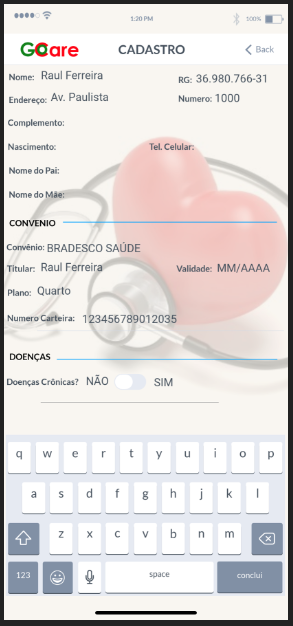 1:20 PM 100%
GCare CADASTRO Back
Nome: Raul Ferreira RG: 36.980.766-31
Endereço: Av. Paulista Numero: 1000
Complemento:
Nascimento: Tel. Celular:
Nome do Pai:
Nome do Mãe:
CONVENIO
Convênio: BRADESCO SAÚDE
Titular: Raul Ferreira Validade: MM/AAAA
Plano: Quarto
Numero Carteira: 123456789012035
DOENÇAS
Doenças Crônicas? NÃO SIM
q w e r t y u i o p
a s d f g h j k l
z x c v b n m
123 space conclui